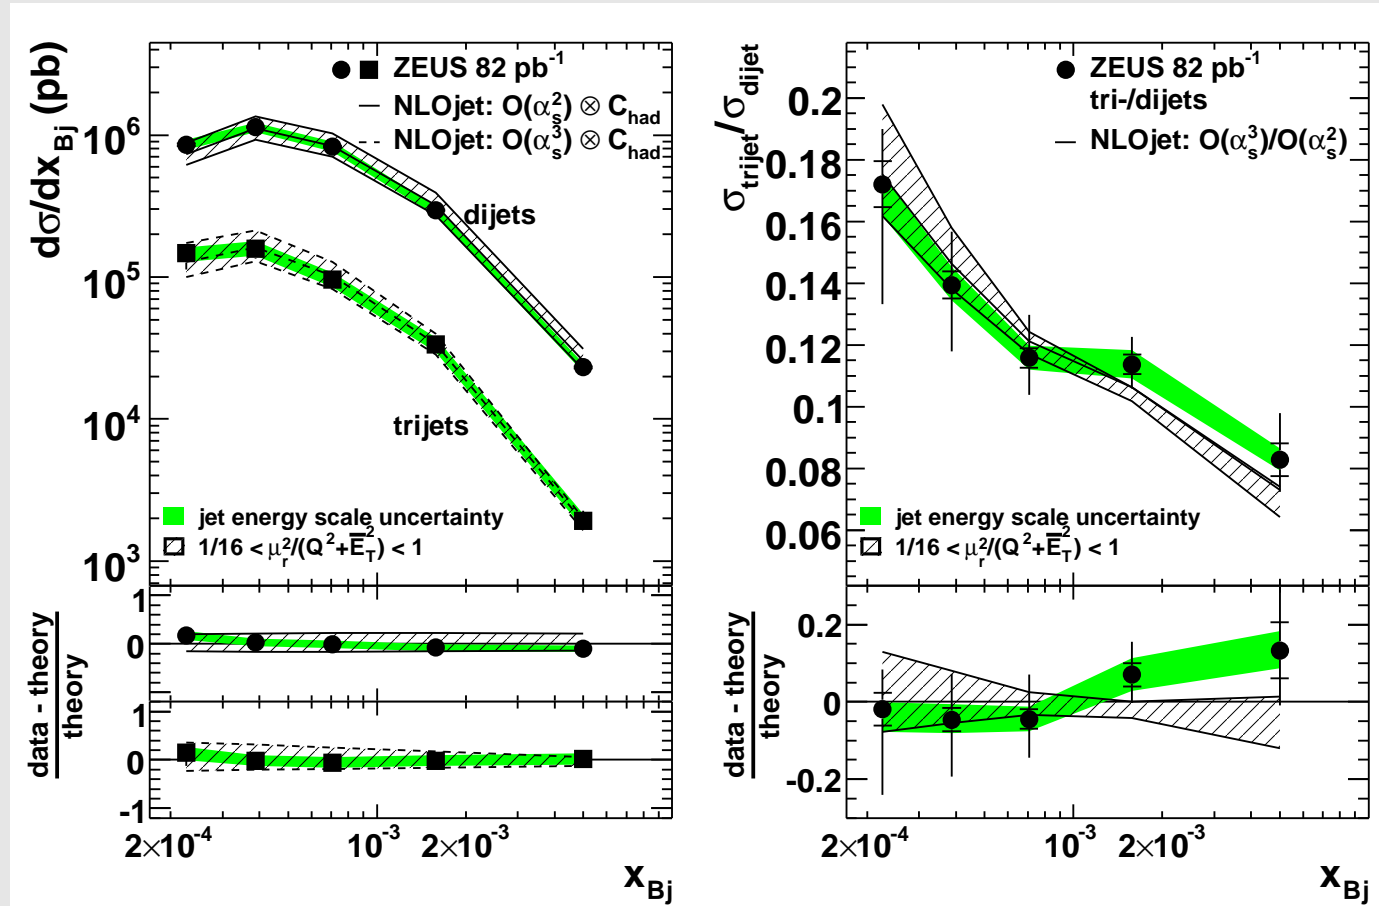 dσ/dx_Bj (pb)
10^6
10^5
10^4
10^3
ZEUS 82 pb^-1
NLOjet: O(α_s^2) ⊗ C_had
NLOjet: O(α_s^3) ⊗ C_had
dijets
trijets
jet energy scale uncertainty
1/16 < μ_r^2/(Q^2+E̅_T^2) < 1
data - theory
theory
1
0
1
0
-1
2×10^-4
10^-3
2×10^-3
x_Bj
σ_trijet/σ_dijet
0.2
0.18
0.16
0.14
0.12
0.1
0.08
0.06
ZEUS 82 pb^-1
tri-/dijets
NLOjet: O(α_s^3)/O(α_s^2)
jet energy scale uncertainty
1/16 < μ_r^2/(Q^2+E̅_T^2) < 1
data - theory
theory
0.2
0
-0.2
2×10^-4
10^-3
2×10^-3
x_Bj